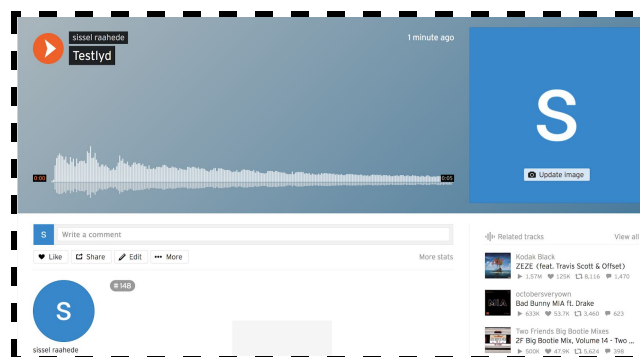 sissel raahede
1 minute ago
Testlyd
S
Update image
0:00
0:05
S
Write a comment
Like
Share
Edit
More
More stats
#148
S
sissel raahede
Related tracks
View all
Kodak Black
ZEZE (feat. Travis Scott & Offset)
1,57M 125K 8,116 1,470
octobersveryown
MIA
Bad Bunny MIA ft. Drake
633K 53,7K 3,460 623
Two Friends Big Bootie Mixes
2F Big Bootie Mix, Volume 14 - Two ...
500K 47,9K 5,624 398